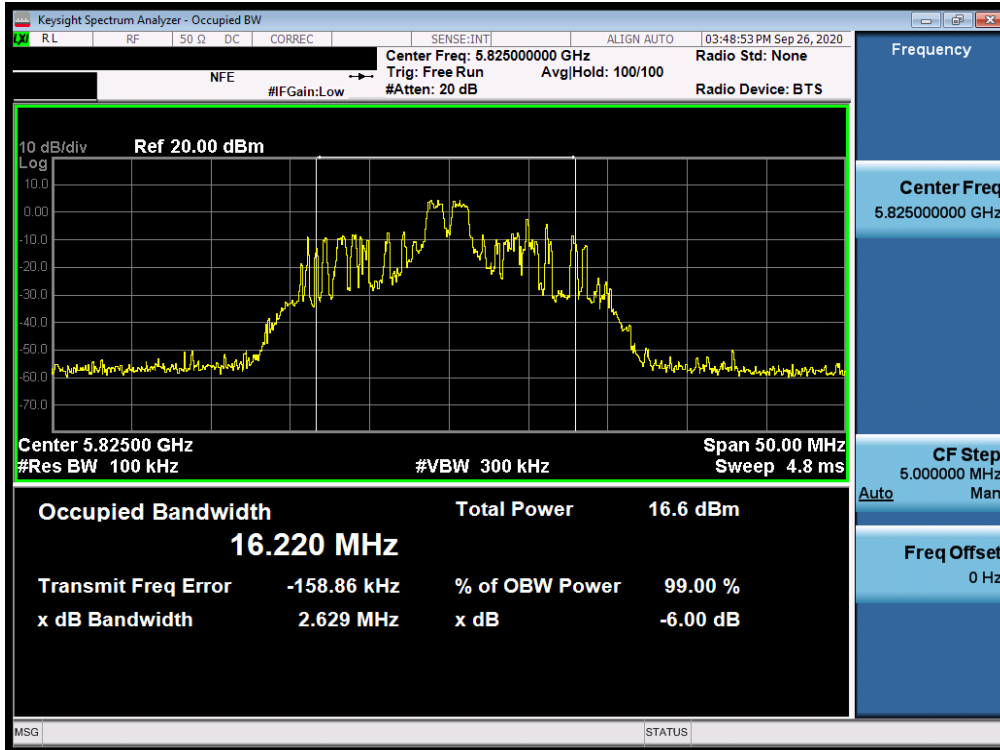 Keysight Spectrum Analyzer - Occupied BW
LXI RL RF 50 Ω DC CORREC SENSE:INT ALIGN AUTO 03:48:53 PM Sep 26, 2020
Center Freq: 5.825000000 GHz Radio Std: None
NFE Trig: Free Run Avg|Hold: 100/100
#IFGain:Low #Atten: 20 dB Radio Device: BTS
10 dB/div Ref 20.00 dBm
Log
10.0
0.00
-10.0
-20.0
-30.0
-40.0
-50.0
-60.0
-70.0
Center 5.82500 GHz Span 50.00 MHz
#Res BW 100 kHz #VBW 300 kHz Sweep 4.8 ms
Occupied Bandwidth Total Power 16.6 dBm
16.220 MHz
Transmit Freq Error -158.86 kHz % of OBW Power 99.00 %
x dB Bandwidth 2.629 MHz x dB -6.00 dB
MSG STATUS
Frequency
Center Freq
5.825000000 GHz
CF Step
5.000000 MHz
Auto Man
Freq Offset
0 Hz